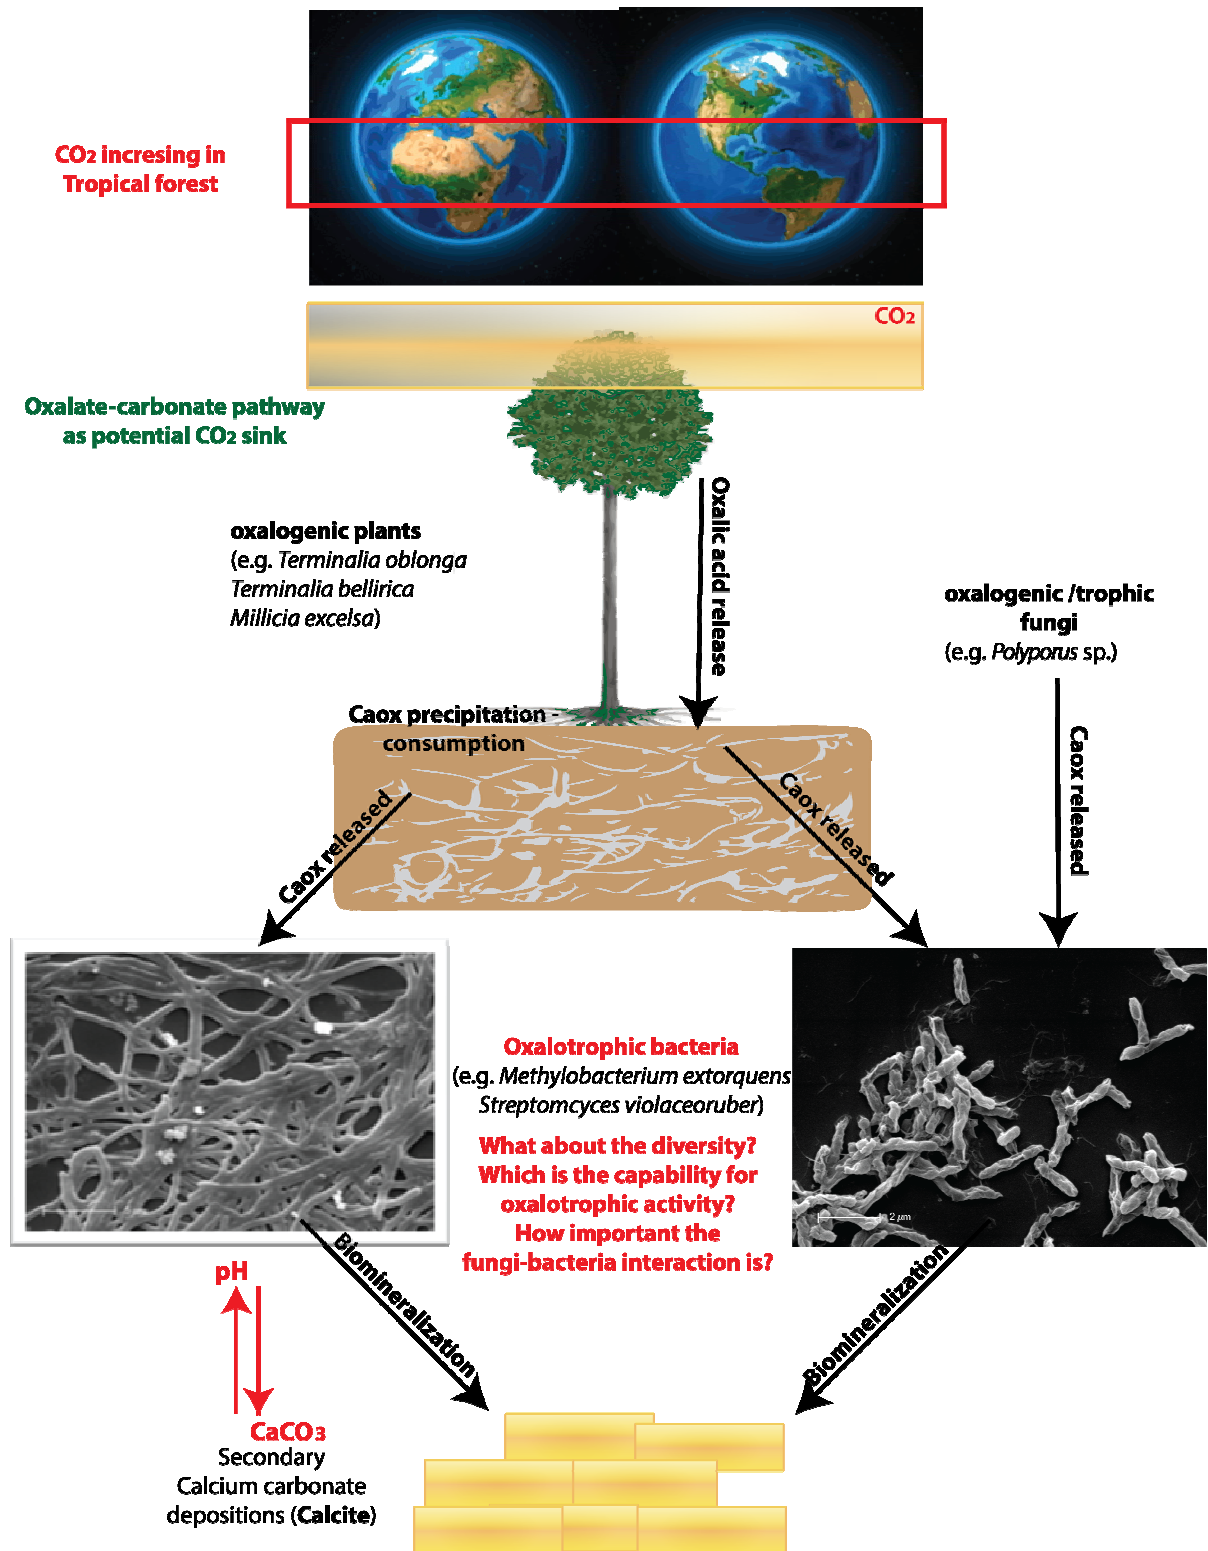 CO2 incresing in
Tropical forest
CO2
Oxalate-carbonate pathway
as potential CO2 sink
oxalogenic plants
(e.g. Terminalia oblonga
Terminalia bellirica
Millicia excelsa)
Oxalic acid release
oxalogenic /trophic
fungi
(e.g. Polyporus sp.)
Caox precipitation -
consumption
Caox released
Caox released
Caox released
Oxalotrophic bacteria
(e.g. Methylobacterium extorquens
Streptomcyces violaceoruber)
What about the diversity?
Which is the capability for
oxalotrophic activity?
How important the
fungi-bacteria interaction is?
2 μm
pH
Biomineralization
Biomineralization
CaCO3
Secondary
Calcium carbonate
depositions (Calcite)